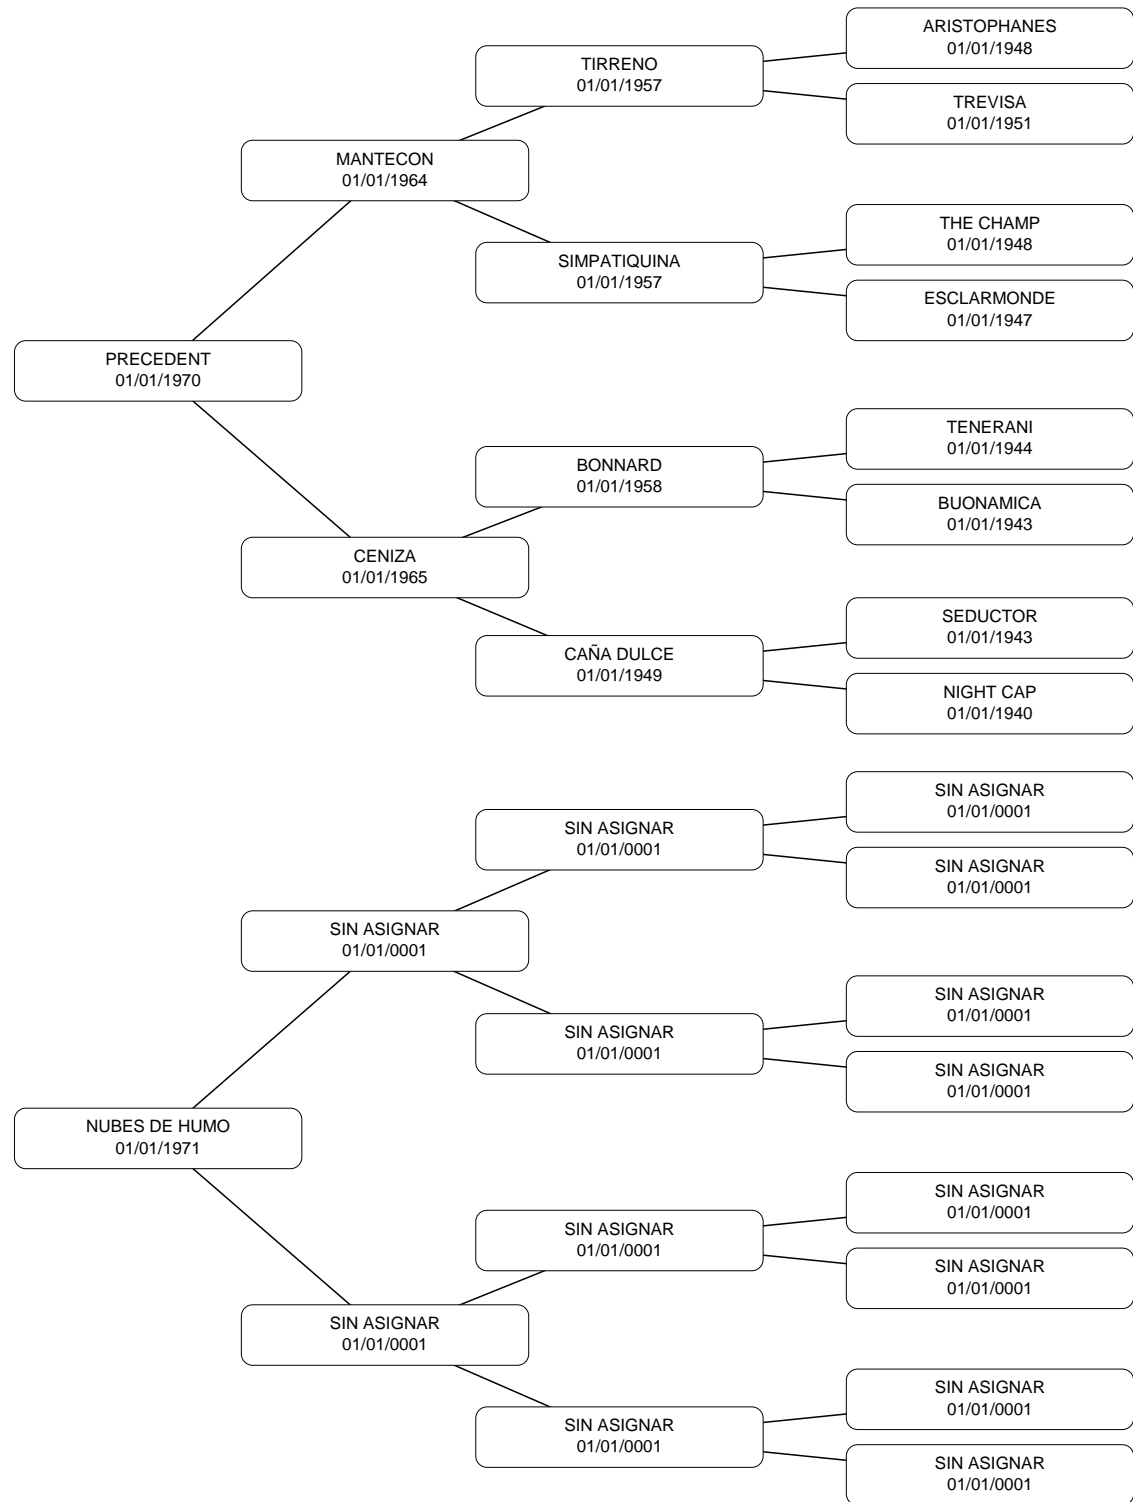 ARISTOPHANES
01/01/1948
TIRRENO
01/01/1957
TREVISA
01/01/1951
MANTECON
01/01/1964
THE CHAMP
01/01/1948
SIMPATIQUINA
01/01/1957
ESCLARMONDE
01/01/1947
PRECEDENT
01/01/1970
TENERANI
01/01/1944
BONNARD
01/01/1958
BUONAMICA
01/01/1943
CENIZA
01/01/1965
SEDUCTOR
01/01/1943
CAÑA DULCE
01/01/1949
NIGHT CAP
01/01/1940
SIN ASIGNAR
01/01/0001
SIN ASIGNAR
01/01/0001
SIN ASIGNAR
01/01/0001
SIN ASIGNAR
01/01/0001
SIN ASIGNAR
01/01/0001
SIN ASIGNAR
01/01/0001
SIN ASIGNAR
01/01/0001
NUBES DE HUMO
01/01/1971
SIN ASIGNAR
01/01/0001
SIN ASIGNAR
01/01/0001
SIN ASIGNAR
01/01/0001
SIN ASIGNAR
01/01/0001
SIN ASIGNAR
01/01/0001
SIN ASIGNAR
01/01/0001
SIN ASIGNAR
01/01/0001